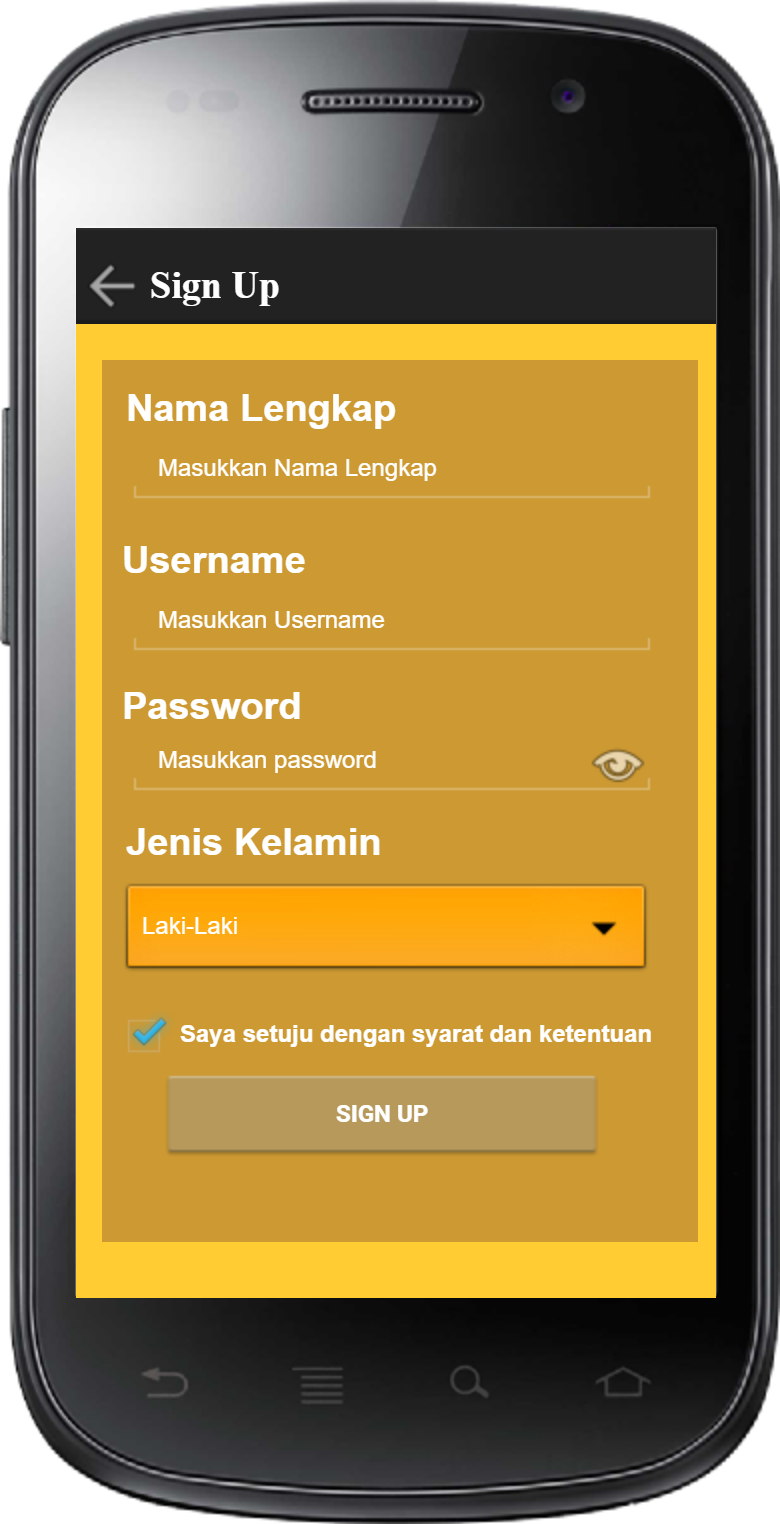 Sign Up
Nama Lengkap
Masukkan Nama Lengkap
Username
Masukkan Username
Password
Masukkan password
Jenis Kelamin
Laki-Laki
Saya setuju dengan syarat dan ketentuan
SIGN UP